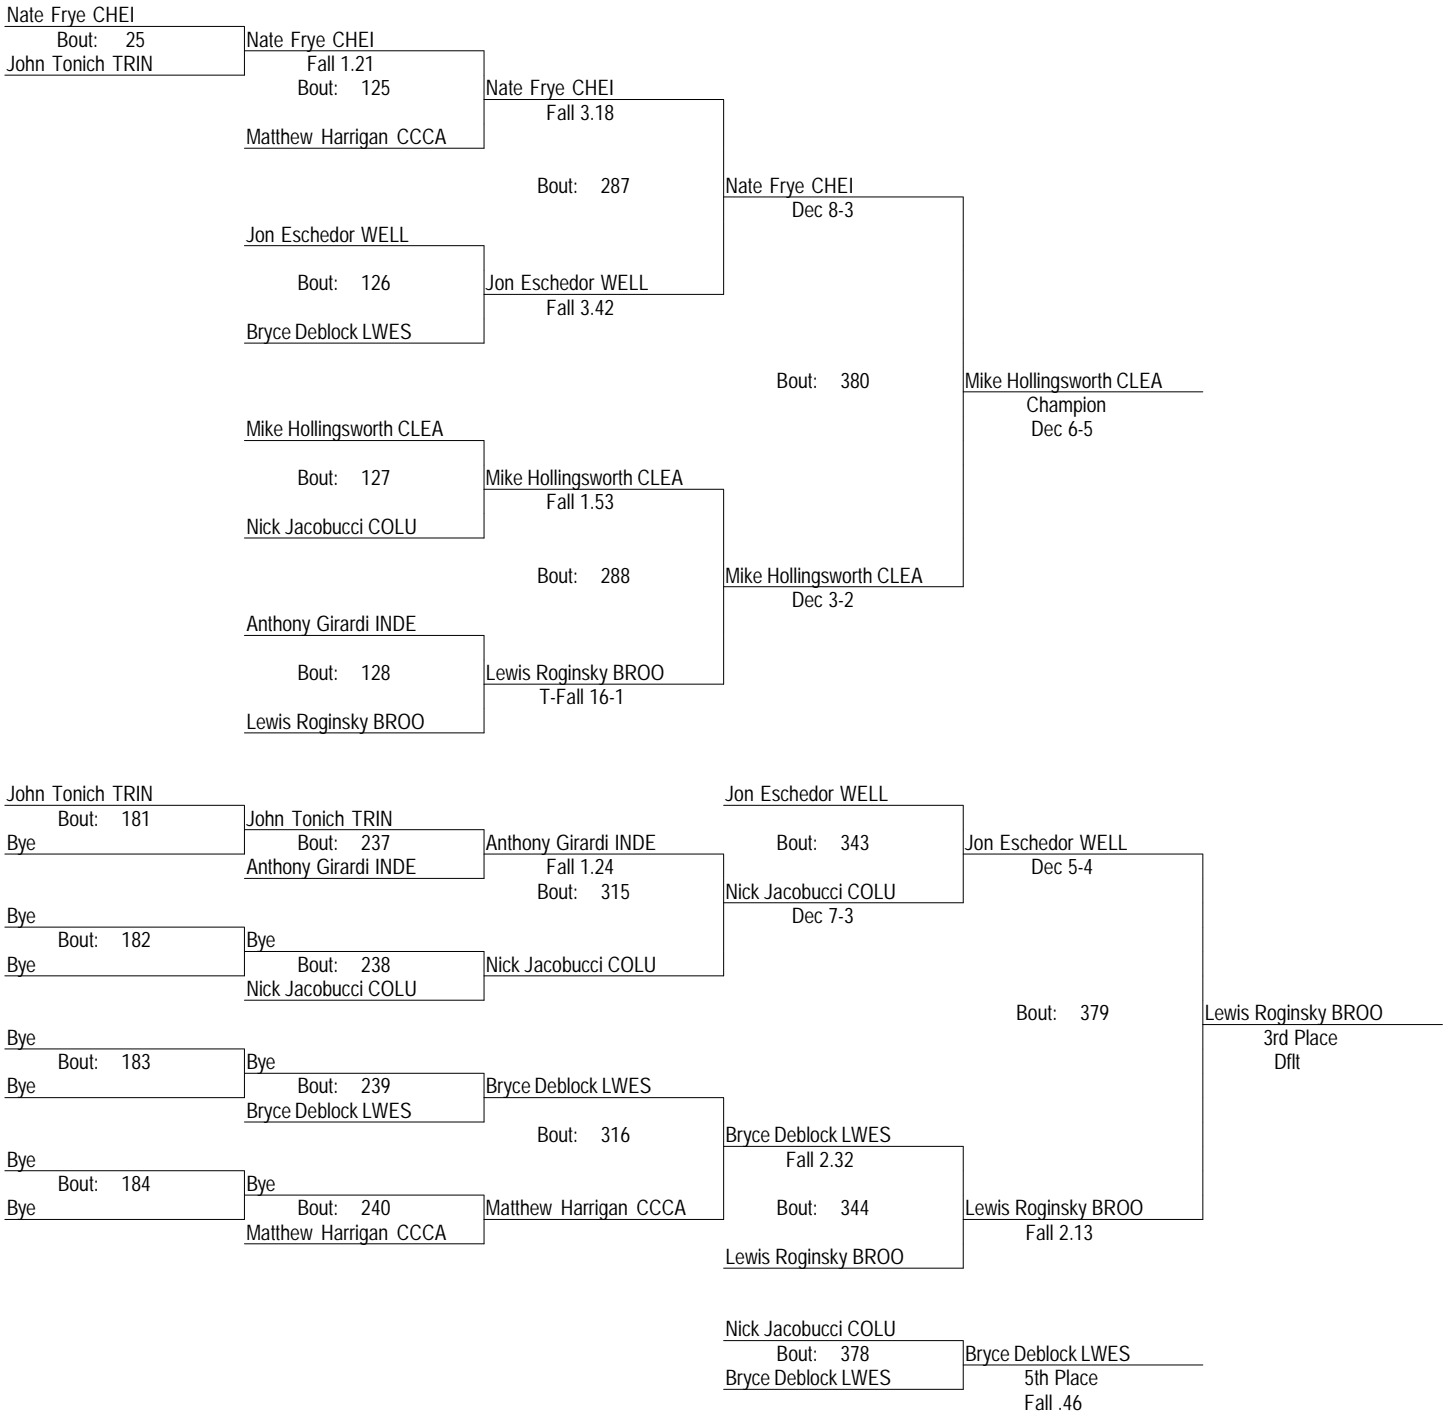 Nate Frye CHEI
Bout: 25
John Tonich TRIN
Nate Frye CHEI
Fall 1.21
Bout: 125
Matthew Harrigan CCCA
Nate Frye CHEI
Fall 3.18
Bout: 287
Jon Eschedor WELL
Bout: 126
Bryce Deblock LWES
Jon Eschedor WELL
Fall 3.42
Nate Frye CHEI
Dec 8-3
Bout: 380
Mike Hollingsworth CLEA
Champion
Dec 6-5
Mike Hollingsworth CLEA
Bout: 127
Nick Jacobucci COLU
Mike Hollingsworth CLEA
Fall 1.53
Bout: 288
Mike Hollingsworth CLEA
Dec 3-2
Anthony Girardi INDE
Bout: 128
Lewis Roginsky BROO
Lewis Roginsky BROO
T-Fall 16-1
John Tonich TRIN
Bout: 181
Bye
John Tonich TRIN
Bout: 237
Anthony Girardi INDE
Anthony Girardi INDE
Fall 1.24
Bout: 315
Bye
Bout: 182
Bye
Bye
Bout: 238
Nick Jacobucci COLU
Nick Jacobucci COLU
Jon Eschedor WELL
Bout: 343
Nick Jacobucci COLU
Dec 7-3
Jon Eschedor WELL
Dec 5-4
Bout: 379
Lewis Roginsky BROO
3rd Place
Dflt
Bye
Bout: 183
Bye
Bye
Bout: 239
Bryce Deblock LWES
Bryce Deblock LWES
Bout: 316
Bye
Bout: 184
Bye
Bye
Bout: 240
Matthew Harrigan CCCA
Matthew Harrigan CCCA
Bryce Deblock LWES
Fall 2.32
Bout: 344
Lewis Roginsky BROO
Lewis Roginsky BROO
Fall 2.13
Nick Jacobucci COLU
Bout: 378
Bryce Deblock LWES
Bryce Deblock LWES
5th Place
Fall .46